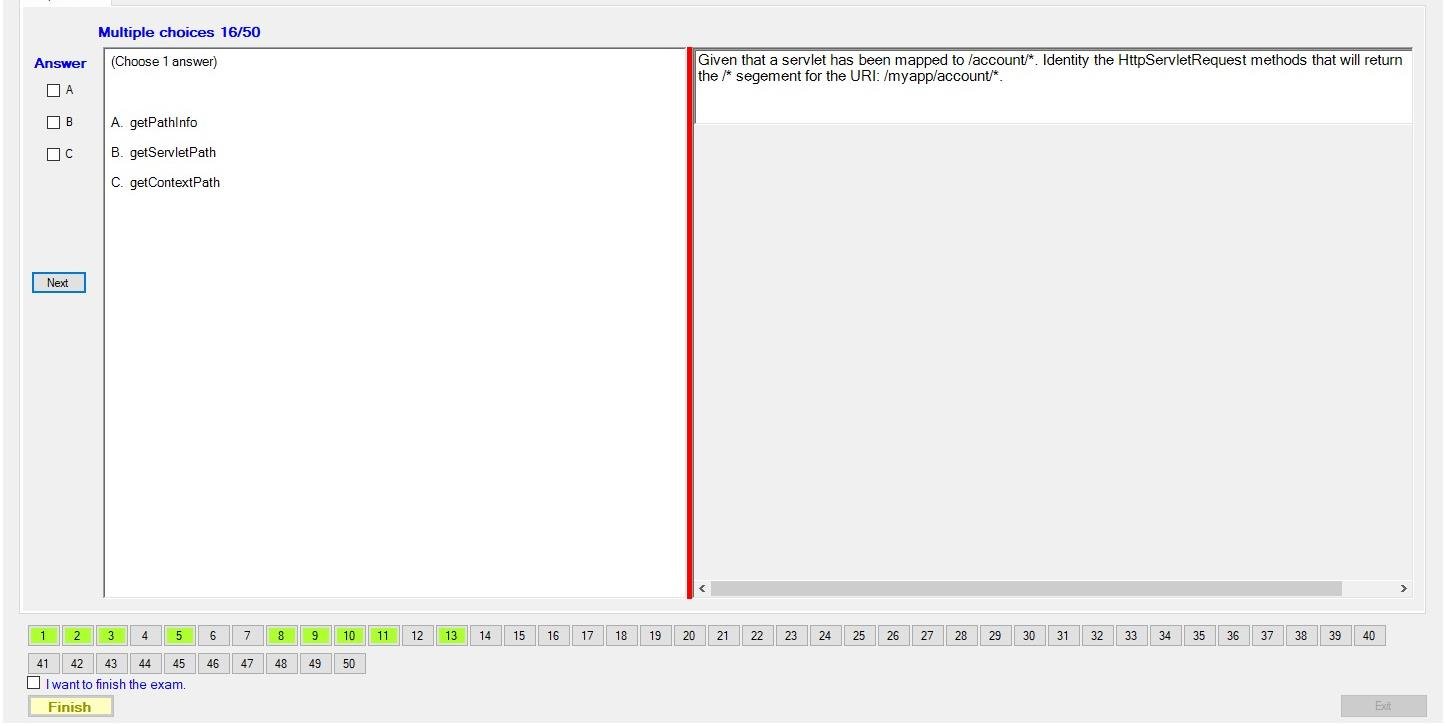 Multiple choices 16/50
Answer
A
B
C
Next
(Choose 1 answer)
A. getPathInfo
B. getServletPath
C. getContextPath
Given that a servlet has been mapped to /account/*. Identity the HttpServletRequest methods that will return
the /* segement for the URI: /myapp/account/*.
1 2 3 4 5 6 7 8 9 10 11 12 13 14 15 16 17 18 19 20 21 22 23 24 25 26 27 28 29 30 31 32 33 34 35 36 37 38 39 40
41 42 43 44 45 46 47 48 49 50
I want to finish the exam.
Finish
Exit